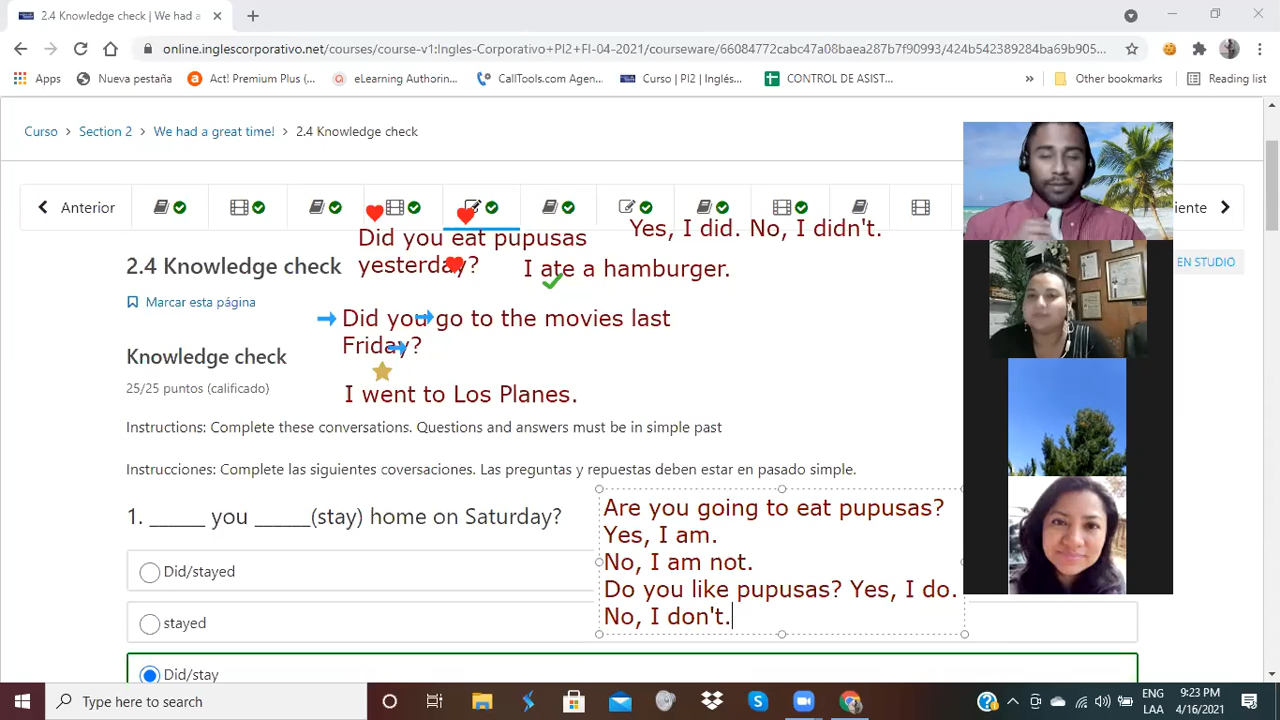 2.4 Knowledge check | We had a
online.inglescorporativo.net/courses/course-v1:Ingles-Corporativo+PI2+FI-04-2021/courseware/66084772cabc47a08baea287b7f90993/424b542389284ba69b905...
Apps Nueva pestaña Act! Premium Plus (... eLearning Authorin... CallTools.com Agen... Curso | PI2 | Inglés... CONTROL DE ASIST... » Other bookmarks Reading list
Curso > Section 2 > We had a great time! > 2.4 Knowledge check
Anterior
iente
Did you eat pupusas
yesterday?
Yes, I did. No, I didn't.
I ate a hamburger.
EN STUDIO
2.4 Knowledge check
Marcar esta página
Did you go to the movies last
Friday?
Knowledge check
25/25 puntos (calificado)
I went to Los Planes.
Instructions: Complete these conversations. Questions and answers must be in simple past
Instrucciones: Complete las siguientes coversaciones. Las preguntas y repuestas deben estar en pasado simple.
1. ______ you ______(stay) home on Saturday?
Are you going to eat pupusas?
Yes, I am.
No, I am not.
Do you like pupusas? Yes, I do.
No, I don't.
Did/stayed
stayed
Did/stay
Type here to search
ENG
LAA
9:23 PM
4/16/2021